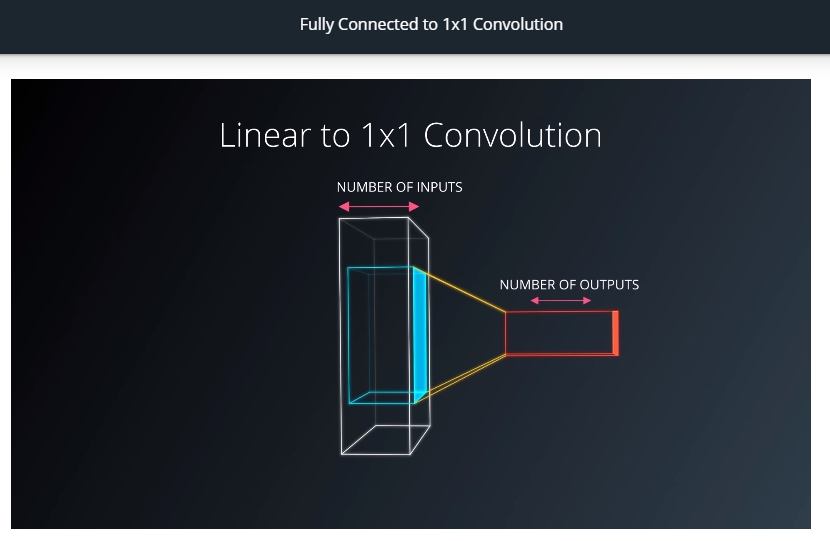 Fully Connected to 1x1 Convolution
Linear to 1x1 Convolution
NUMBER OF INPUTS
NUMBER OF OUTPUTS